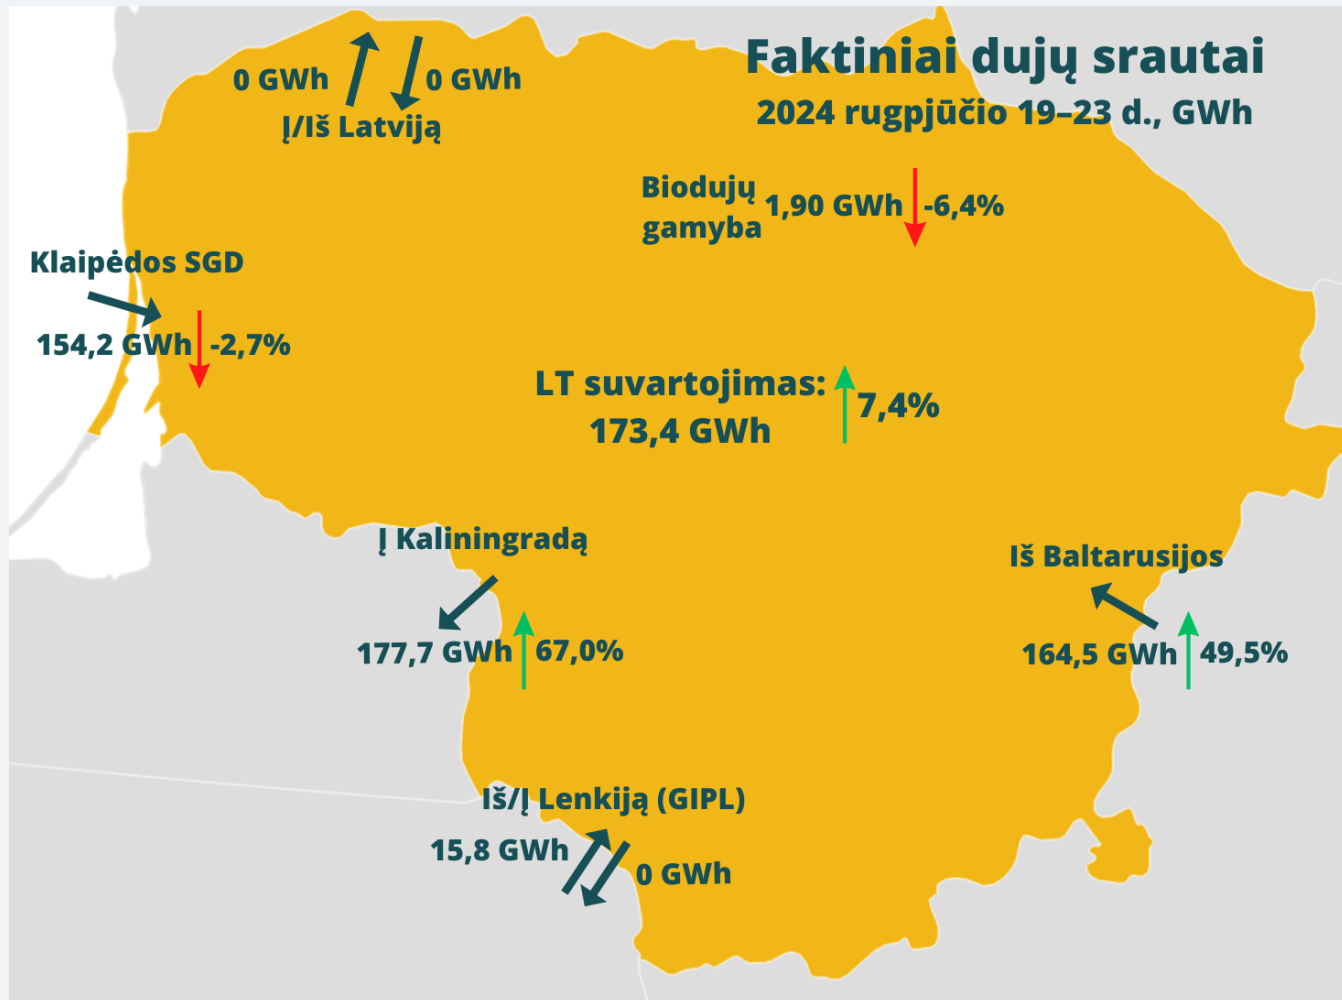 Faktiniai dujų srautai
2024 rugpjūčio 19–23 d., GWh
0 GWh
0 GWh
Į/Iš Latviją
Biodujų
gamyba
1,90 GWh
-6,4%
Klaipėdos SGD
154,2 GWh
-2,7%
LT suvartojimas:
173,4 GWh
7,4%
Į Kaliningradą
177,7 GWh
67,0%
Iš Baltarusijos
164,5 GWh
49,5%
Iš/Į Lenkiją (GIPL)
15,8 GWh
0 GWh